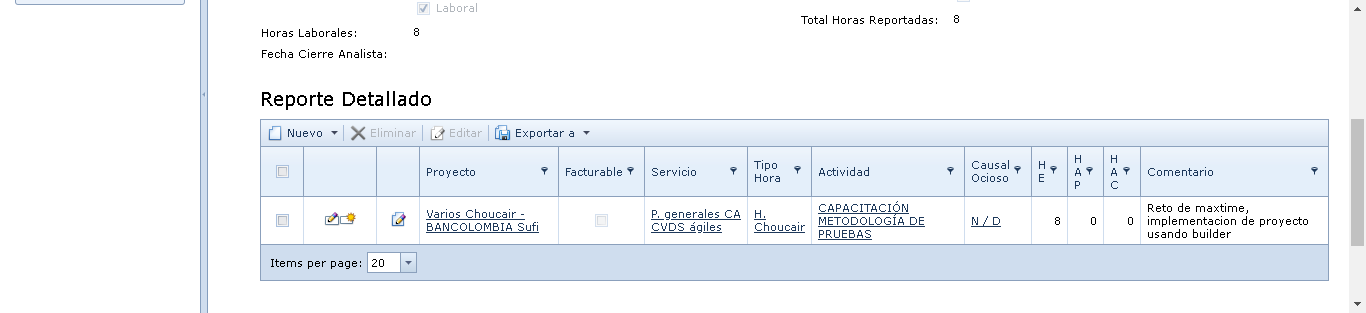 Laboral
Total Horas Reportadas: 8
Horas Laborales: 8
Fecha Cierre Analista:
Reporte Detallado
Nuevo Eliminar Editar Exportar a
Proyecto Facturable Servicio Tipo Hora Actividad Causal Ocioso H E H A P H A C Comentario
Varios Choucair -
BANCOLOMBIA Sufi
P. generales CA
CVDS ágiles
H.
Choucair
CAPACITACIÓN
METODOLOGÍA DE
PRUEBAS
N / D
8
0
0
Reto de maxtime,
implementacion de proyecto
usando builder
Items per page: 20